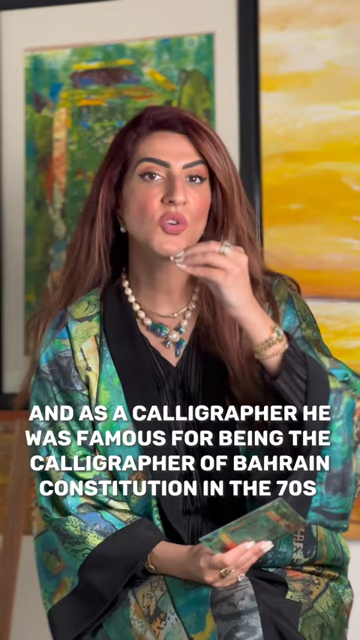 AND AS A CALLIGRAPHER HE
WAS FAMOUS FOR BEING THE
CALLIGRAPHER OF BAHRAIN
CONSTITUTION IN THE 70S